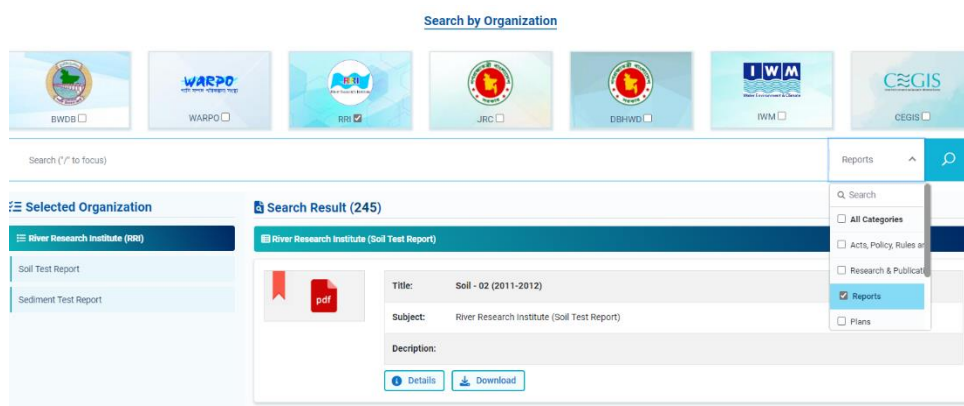 Search by Organization
WARPO
RRI
IWM
CEGIS
BWDB
WARPO
RRI
JRC
DBHWD
IWM
CEGIS
Search ("/" to focus)
Reports
Search
All Categories
Acts, Policy, Rules an
Research & Publicati
Reports
Plans
Selected Organization
River Research Institute (RRI)
Soil Test Report
Sediment Test Report
Search Result (245)
River Research Institute (Soil Test Report)
pdf
Title: Soil - 02 (2011-2012)
Subject: River Research Institute (Soil Test Report)
Decription:
Details Download